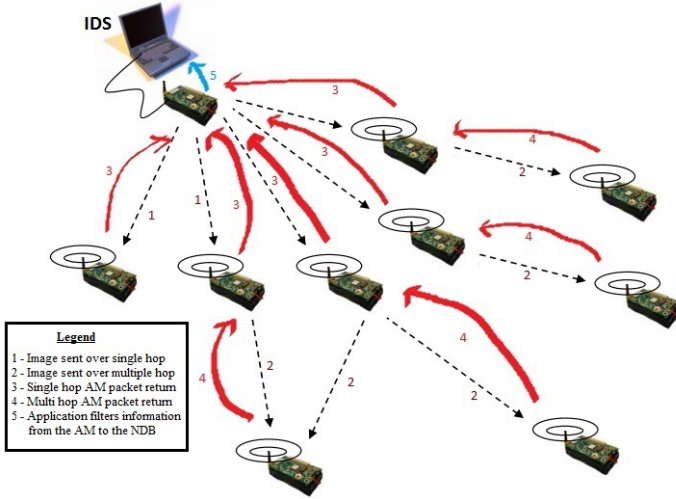 IDS
5
3
4
3
2
3
1
1
3
3
4
2
Legend
1 - Image sent over single hop
2 - Image sent over multiple hop
3 - Single hop AM packet return
4 - Multi hop AM packet return
5 - Application filters information
from the AM to the NDB
4
2
2
4
2